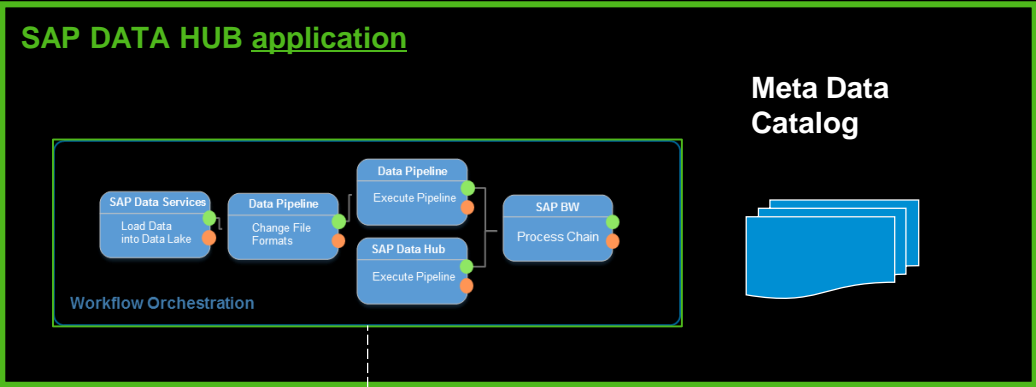 SAP DATA HUB application
Meta Data
Catalog
SAP Data Services
Load Data
into Data Lake
Data Pipeline
Change File
Formats
Data Pipeline
Execute Pipeline
SAP Data Hub
Execute Pipeline
SAP BW
Process Chain
Workflow Orchestration